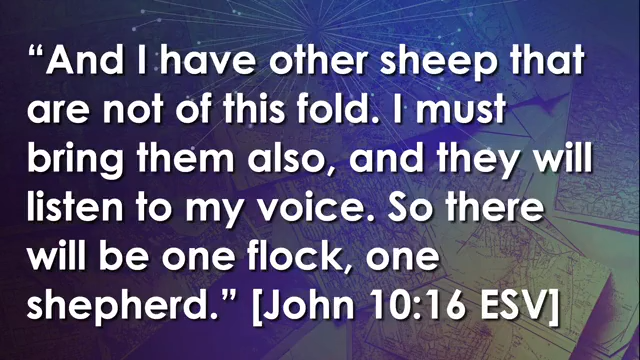 “And I have other sheep that
are not of this fold. I must
bring them also, and they will
listen to my voice. So there
will be one flock, one
shepherd.” [John 10:16 ESV]